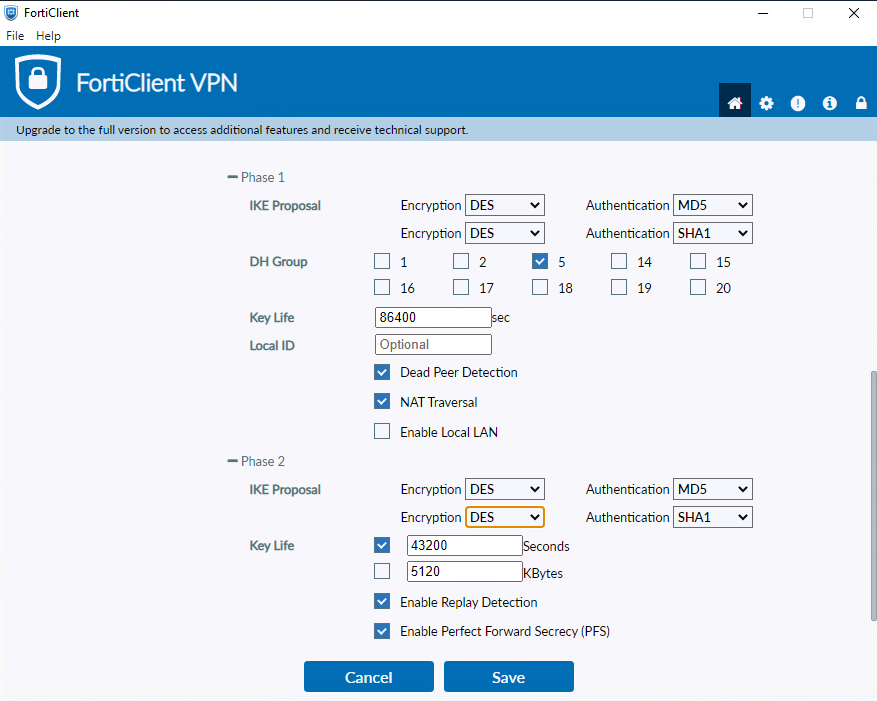 FortiClient
File Help
FortiClient VPN
Upgrade to the full version to access additional features and receive technical support.
Phase 1
IKE Proposal Encryption DES Authentication MD5
Encryption DES Authentication SHA1
DH Group 1 2 5 14 15
16 17 18 19 20
Key Life 86400 sec
Local ID Optional
Dead Peer Detection
NAT Traversal
Enable Local LAN
Phase 2
IKE Proposal Encryption DES Authentication MD5
Encryption DES Authentication SHA1
Key Life 43200 Seconds
5120 KBytes
Enable Replay Detection
Enable Perfect Forward Secrecy (PFS)
Cancel Save